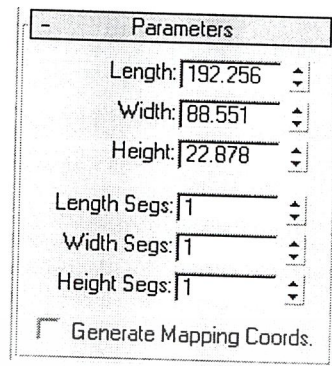 - Parameters
Length: 192.256
Width: 88.551
Height: 22.878
Length Segs: 1
Width Segs: 1
Height Segs: 1
Generate Mapping Coords.